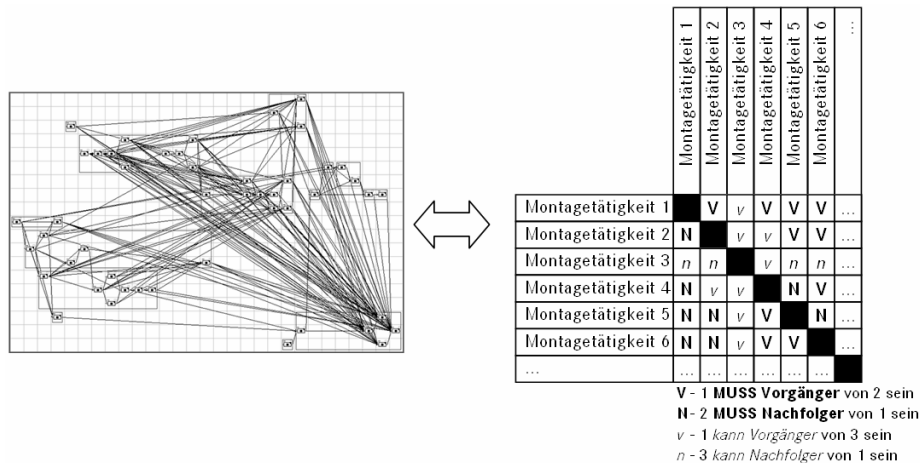 Montagetätigkeit 1
Montagetätigkeit 2
Montagetätigkeit 3
Montagetätigkeit 4
Montagetätigkeit 5
Montagetätigkeit 6
...
Montagetätigkeit 1 V v V V V ...
Montagetätigkeit 2 N v v V V ...
Montagetätigkeit 3 n n v n n ...
Montagetätigkeit 4 N v v N V ...
Montagetätigkeit 5 N N v V N ...
Montagetätigkeit 6 N N v V V ...
... ... ... ... ... ... ...
V - 1 MUSS Vorgänger von 2 sein
N - 2 MUSS Nachfolger von 1 sein
v - 1 kann Vorgänger von 3 sein
n - 3 kann Nachfolger von 1 sein